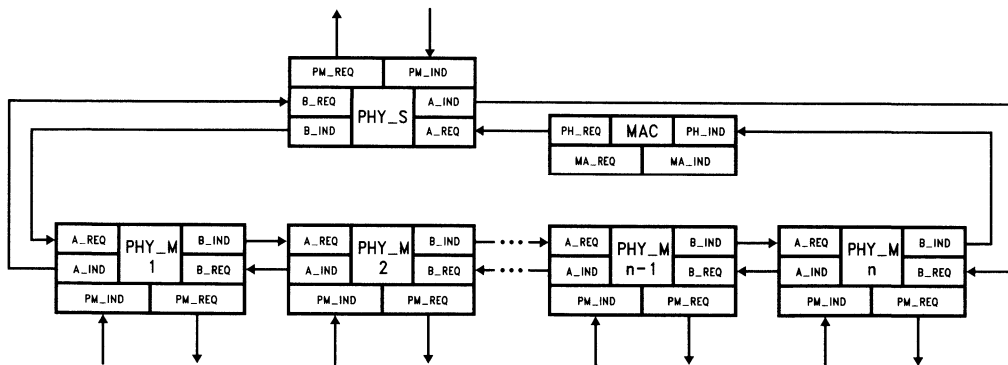 PM_REQ PM_IND
B_REQ PHY_S A_IND
B_IND A_REQ
PH_REQ MAC PH_IND
MA_REQ MA_IND
A_REQ PHY_M B_IND
A_IND 1 B_REQ
PM_IND PM_REQ
A_REQ PHY_M B_IND
A_IND 2 B_REQ
PM_IND PM_REQ
A_REQ PHY_M B_IND
A_IND n-1 B_REQ
PM_IND PM_REQ
A_REQ PHY_M B_IND
A_IND n B_REQ
PM_IND PM_REQ